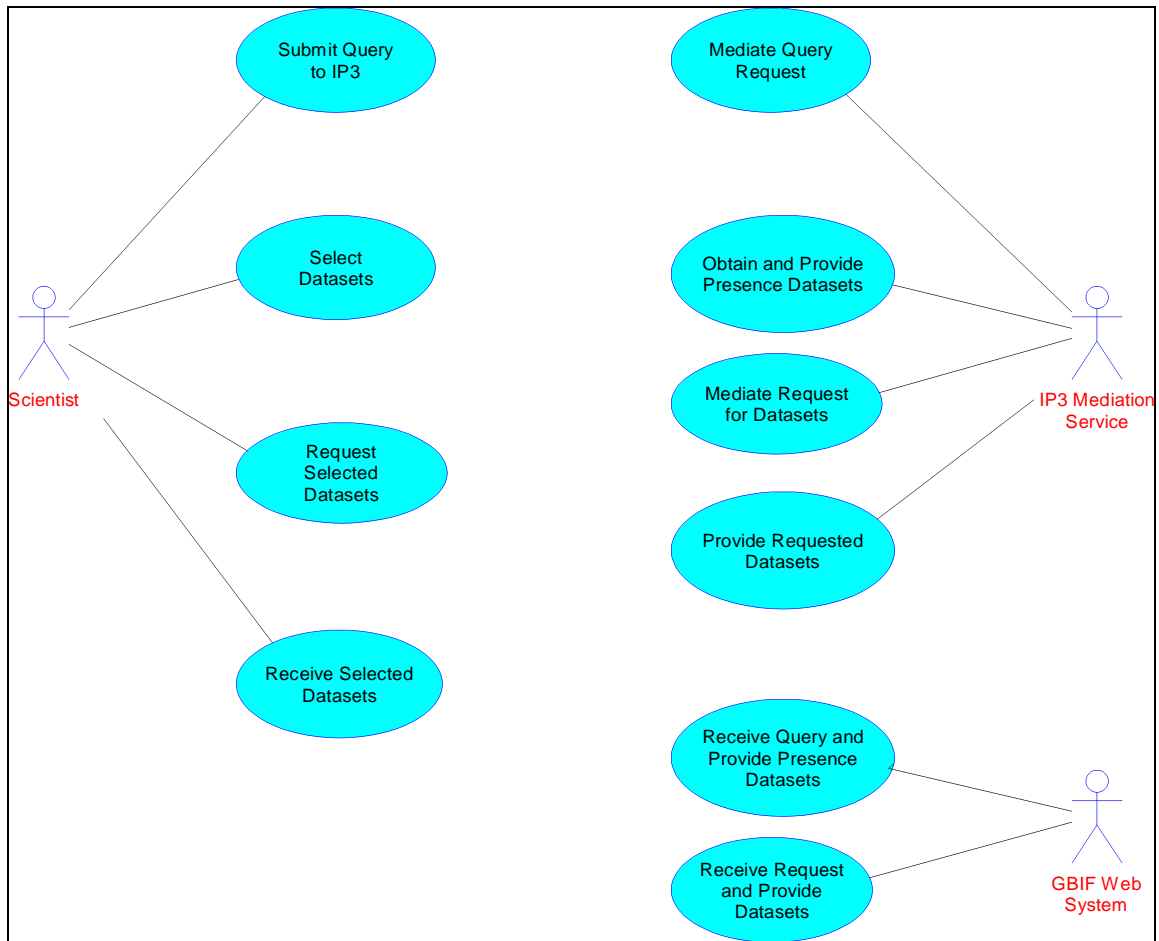 Submit Query
to IP3
Mediate Query
Request
Select
Datasets
Obtain and Provide
Presence Datasets
Scientist
Mediate Request
for Datasets
IP3 Mediation
Service
Request
Selected
Datasets
Provide Requested
Datasets
Receive Selected
Datasets
Receive Query and
Provide Presence
Datasets
Receive Request
and Provide
Datasets
GBIF Web
System